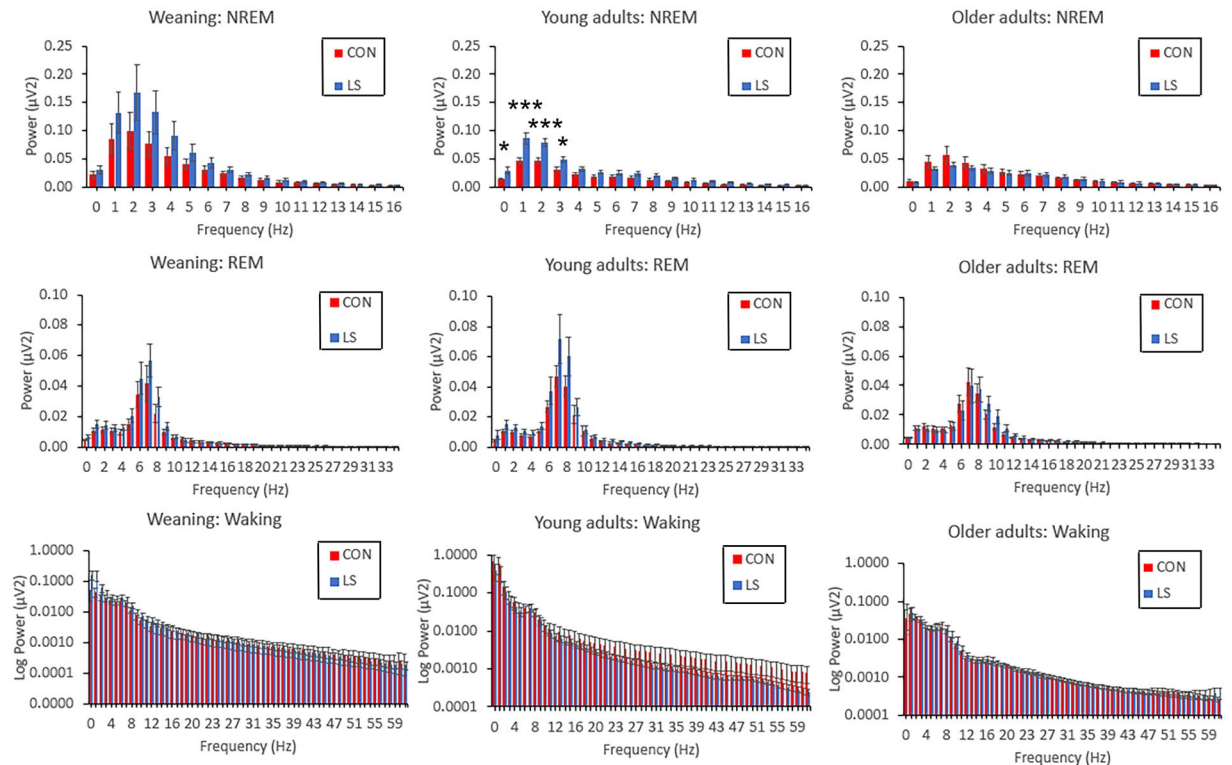 Weaning: NREM
0.25
0.20
0.15
0.10
0.05
0.00
Power (µV2)
CON
LS
0 1 2 3 4 5 6 7 8 9 10 11 12 13 14 15 16
Frequency (Hz)
Young adults: NREM
0.25
0.20
0.15
0.10
0.05
0.00
Power (µV2)
CON
LS
* *** *** *
0 1 2 3 4 5 6 7 8 9 10 11 12 13 14 15 16
Frequency (Hz)
Older adults: NREM
0.25
0.20
0.15
0.10
0.05
0.00
Power (µV2)
CON
LS
0 1 2 3 4 5 6 7 8 9 10 11 12 13 14 15 16
Frequency (Hz)
Weaning: REM
0.10
0.08
0.06
0.04
0.02
0.00
Power (µV2)
CON
LS
0 2 4 6 8 10 12 14 16 18 20 21 23 25 27 29 31 33
Frequency (Hz)
Young adults: REM
0.10
0.08
0.06
0.04
0.02
0.00
Power (µV2)
CON
LS
0 2 4 6 8 10 12 14 16 18 20 21 23 25 27 29 31 33
Frequency (Hz)
Older adults: REM
0.10
0.08
0.06
0.04
0.02
0.00
Power (µV2)
CON
LS
0 2 4 6 8 10 12 14 16 18 20 21 23 25 27 29 31 33
Frequency (Hz)
Weaning: Waking
1.0000
0.1000
0.0100
0.0010
0.0001
0.0000
Log Power (µV2)
CON
LS
0 4 8 12 16 20 23 27 31 35 39 43 47 51 55 59
Frequency (Hz)
Young adults: Waking
1.0000
0.1000
0.0100
0.0010
0.0001
Log Power (µV2)
CON
LS
0 4 8 12 16 20 23 27 31 35 39 43 47 51 55 59
Frequency (Hz)
Older adults: Waking
1.0000
0.1000
0.0100
0.0010
0.0001
Log Power (µV2)
CON
LS
0 4 8 12 16 20 23 27 31 35 39 43 47 51 55 59
Frequency (Hz)